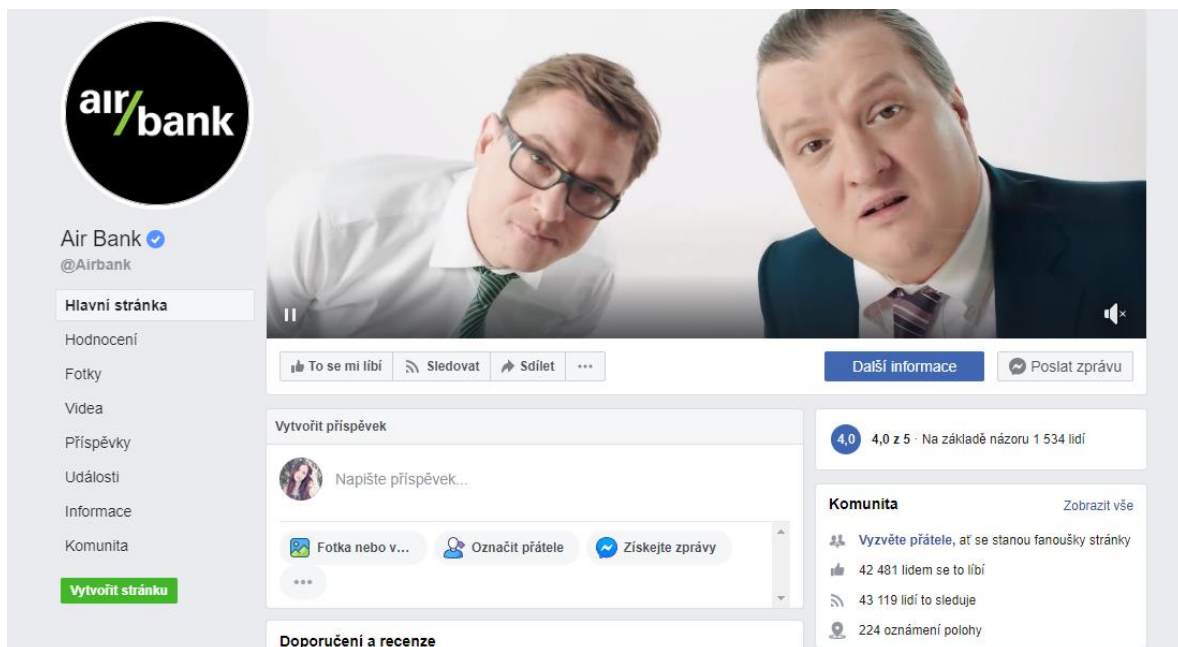 air/bank
Air Bank
@Airbank
Hlavní stránka
Hodnocení
Fotky
Videa
Příspěvky
Události
Informace
Komunita
Vytvořit stránku
To se mi líbí
Sledovat
Sdílet
Další informace
Poslat zprávu
Vytvořit příspěvek
Napište příspěvek...
Fotka nebo v...
Označit přátele
Získejte zprávy
Doporučení a recenze
4,0
4,0 z 5 · Na základě názoru 1 534 lidí
Komunita
Zobrazit vše
Vyzvěte přátele, ať se stanou fanoušky stránky
42 481 lidem se to líbí
43 119 lidí to sleduje
224 oznámení polohy